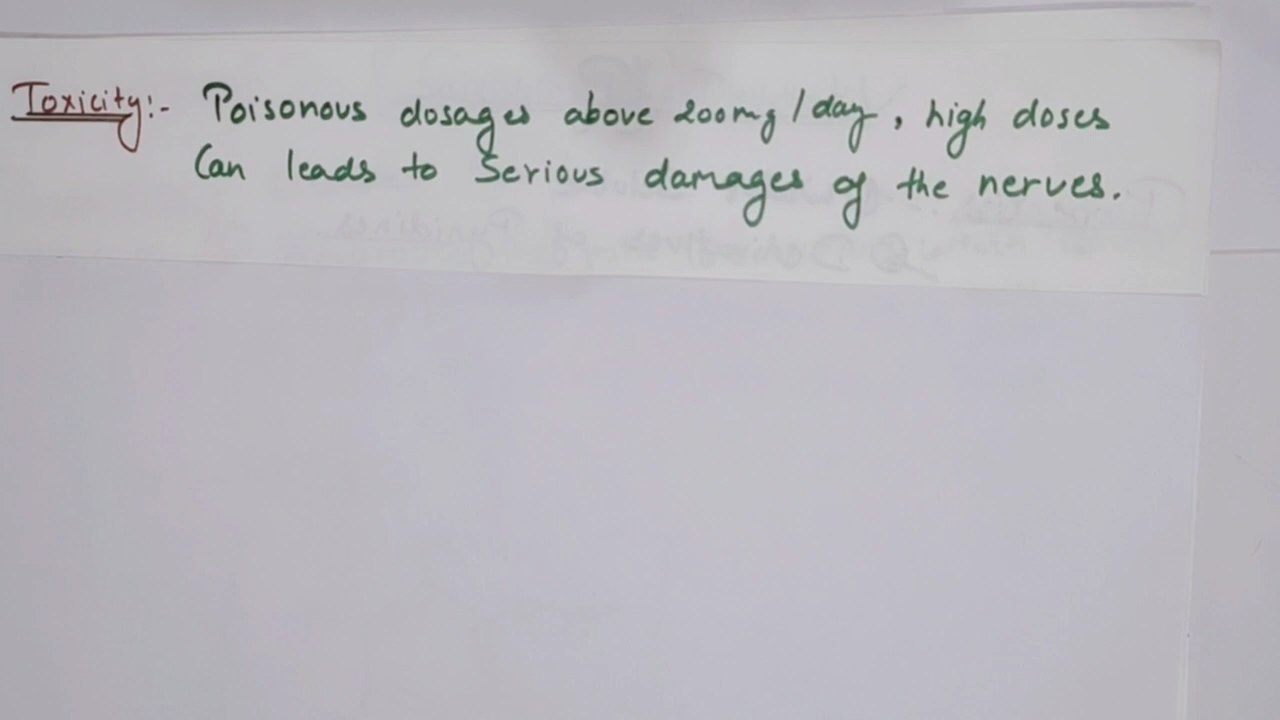 Toxicity:- Poisonous dosages above 200mg/day, high doses
Can leads to Serious damages of the nerves.